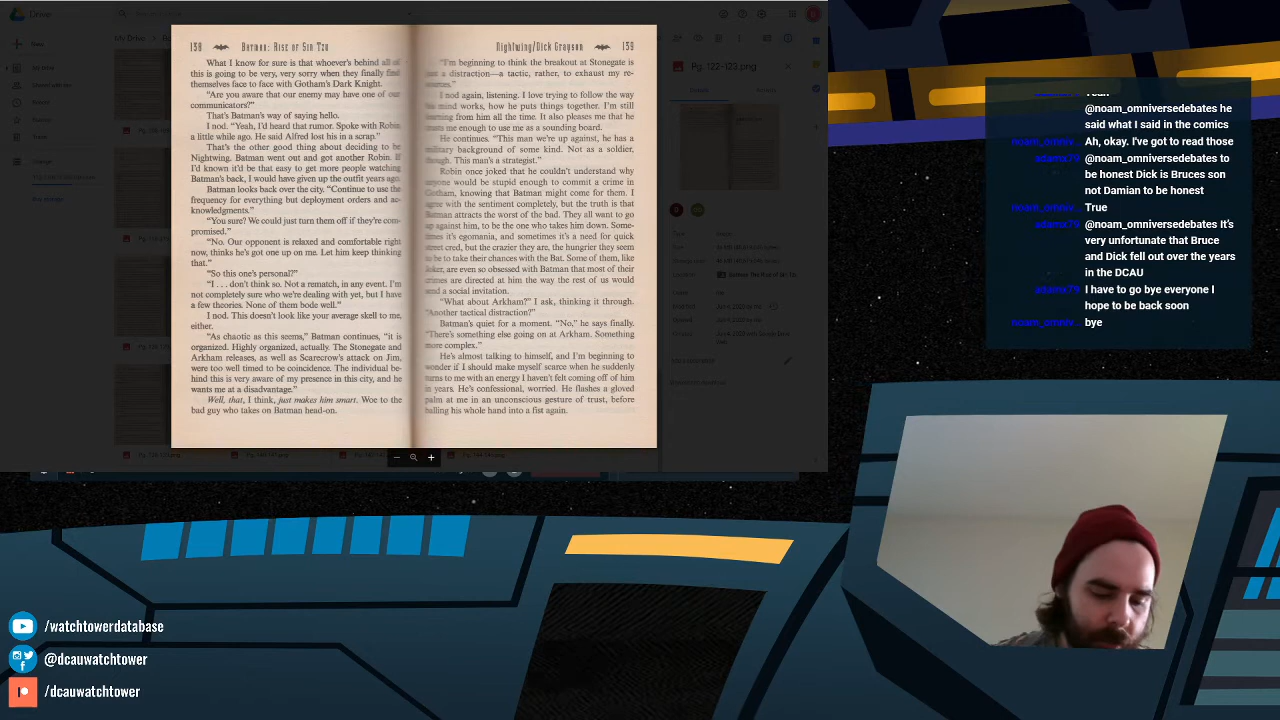 Drive
138 Batman: Rise of Sin Tzu
What I know for sure is that whoever's behind all of
this is going to be very, very sorry when they finally find
themselves face to face with Gotham's Dark Knight.
"Are you aware that our enemy may have one of our
communicators?"
That's Batman's way of saying hello.
I nod. "Yeah, I'd heard that rumor. Spoke with Robin
a little while ago. He said Alfred lost his in a scrap."
That's the other good thing about deciding to be
Nightwing. Batman went out and got another Robin. If
I'd known it'd be that easy to get more people watching
Batman's back, I would have given up the outfit years ago.
Batman looks back over the city. "Continue to use the
frequency for everything but deployment orders and ac-
knowledgments."
"You sure? We could just turn them off if they're com-
promised."
"No. Our opponent is relaxed and comfortable right
now, thinks he's got one up on me. Let him keep thinking
that."
"So this one's personal?"
"I . . . don't think so. Not a rematch, in any event. I'm
not completely sure who we're dealing with yet, but I have
a few theories. None of them bode well."
I nod. This doesn't look like your average skell to me,
either.
"As chaotic as this seems," Batman continues, "it is
organized. Highly organized, actually. The Stonegate and
Arkham releases, as well as Scarecrow's attack on Jim,
were too well timed to be coincidence. The individual be-
hind this is very aware of my presence in this city, and he
wants me at a disadvantage."
Well, that, I think, just makes him smart. Woe to the
bad guy who takes on Batman head-on.
Nightwing/Dick Grayson 139
"I'm beginning to think the breakout at Stonegate is
just a distraction—a tactic, rather, to exhaust my re-
sources."
I nod again, listening. I love trying to follow the way
his mind works, how he puts things together. I'm still
learning from him all the time. It also pleases me that he
trusts me enough to use me as a sounding board.
He continues. "This man we're up against, he has a
military background of some kind. Not as a soldier,
though. This man's a strategist."
Robin once joked that he couldn't understand why
anyone would be stupid enough to commit a crime in
Gotham, knowing that Batman might come for them. I
agree with the sentiment completely, but the truth is that
Batman attracts the worst of the bad. They all want to go
up against him, to be the one who takes him down. Some-
times it's egomania, and sometimes it's a need for quick
street cred, but the crazier they are, the hungrier they seem
to be to take their chances with the Bat. Some of them, like
Joker, are even so obsessed with Batman that most of their
crimes are directed at him the way the rest of us would
send a social invitation.
"What about Arkham?" I ask, thinking it through.
"Another tactical distraction?"
Batman's quiet for a moment. "No," he says finally.
"There's something else going on at Arkham. Something
more complex."
He's almost talking to himself, and I'm beginning to
wonder if I should make myself scarce when he suddenly
turns to me with an energy I haven't felt coming off of him
in years. He's confessional, worried. He flashes a gloved
palm at me in an unconscious gesture of trust, before
balling his whole hand into a fist again.
Pg. 122-123.png
@noam_omniversedebates he
said what I said in the comics
noam_omniv... Ah, okay. I've got to read those
adamx79 @noam_omniversedebates to
be honest Dick is Bruces son
not Damian to be honest
noam_omniv... True
adamx79 @noam_omniversedebates It's
very unfortunate that Bruce
and Dick fell out over the years
in the DCAU
adamx79 I have to go bye everyone I
hope to be back soon
noam_omniv... bye
/watchtowerdatabase
@dcauwatchtower
/dcauwatchtower